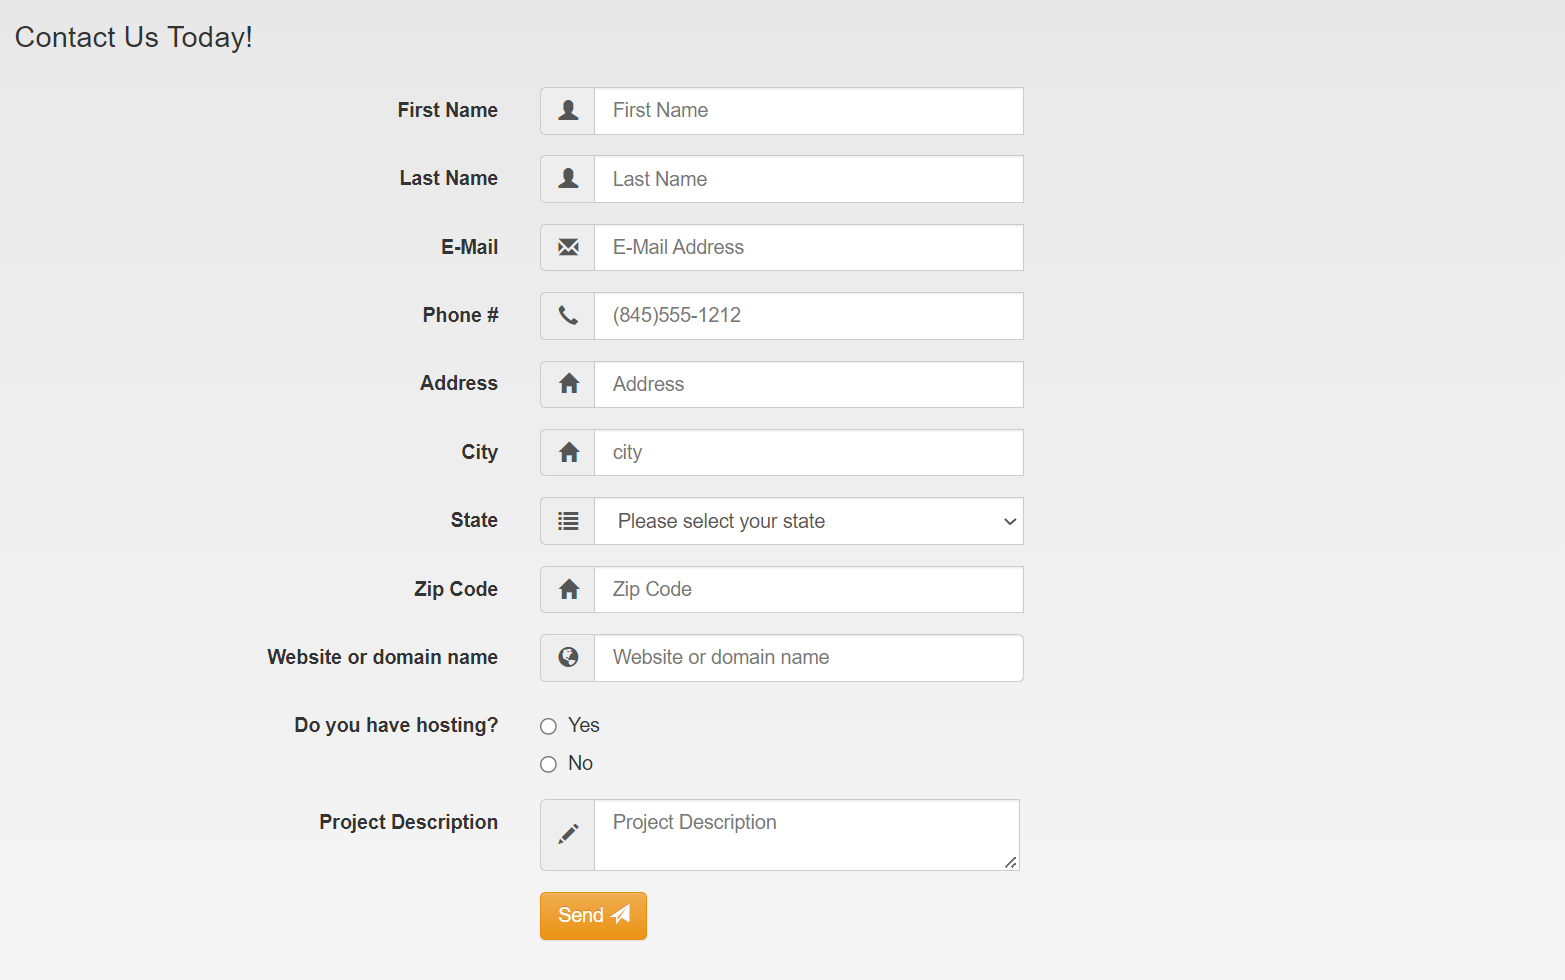 Contact Us Today!
First Name First Name
Last Name Last Name
E-Mail E-Mail Address
Phone # (845)555-1212
Address Address
City city
State Please select your state
Zip Code Zip Code
Website or domain name Website or domain name
Do you have hosting? Yes
No
Project Description Project Description
Send